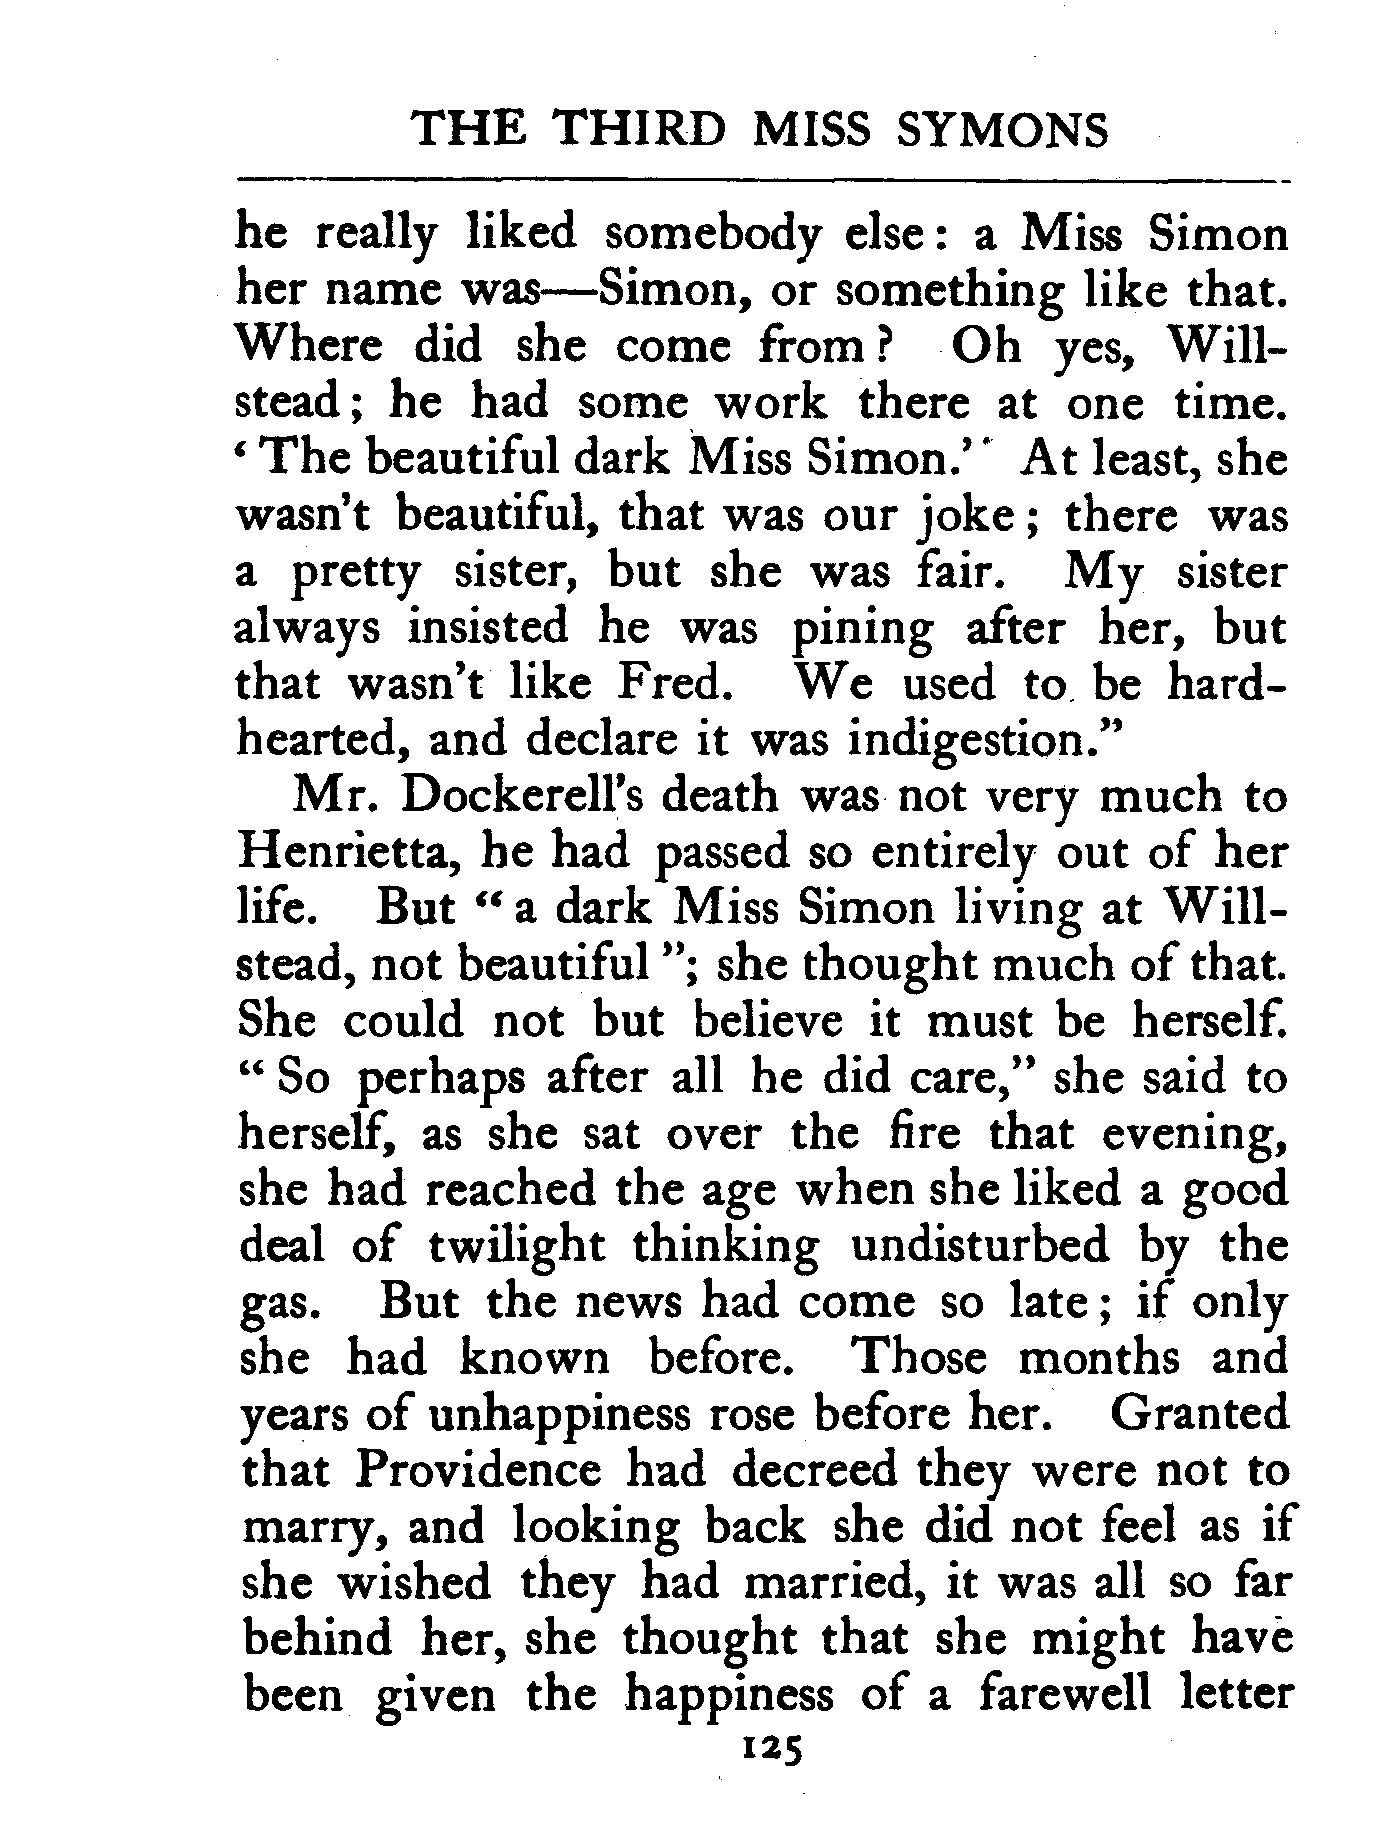 THE THIRD MISS SYMONS
he really liked somebody else : a Miss Simon
her name was—Simon, or something like that.
Where did she come from ? Oh yes, Will-
stead ; he had some work there at one time.
‘ The beautiful dark Miss Simon.’ At least, she
wasn’t beautiful, that was our joke ; there was
a pretty sister, but she was fair. My sister
always insisted he was pining after her, but
that wasn’t like Fred. We used to be hard-
hearted, and declare it was indigestion.”
Mr. Dockerell’s death was not very much to
Henrietta, he had passed so entirely out of her
life. But “ a dark Miss Simon living at Will-
stead, not beautiful ”; she thought much of that.
She could not but believe it must be herself.
“ So perhaps after all he did care,” she said to
herself, as she sat over the fire that evening,
she had reached the age when she liked a good
deal of twilight thinking undisturbed by the
gas. But the news had come so late ; if only
she had known before. Those months and
years of unhappiness rose before her. Granted
that Providence had decreed they were not to
marry, and looking back she did not feel as if
she wished they had married, it was all so far
behind her, she thought that she might have
been given the happiness of a farewell letter
125